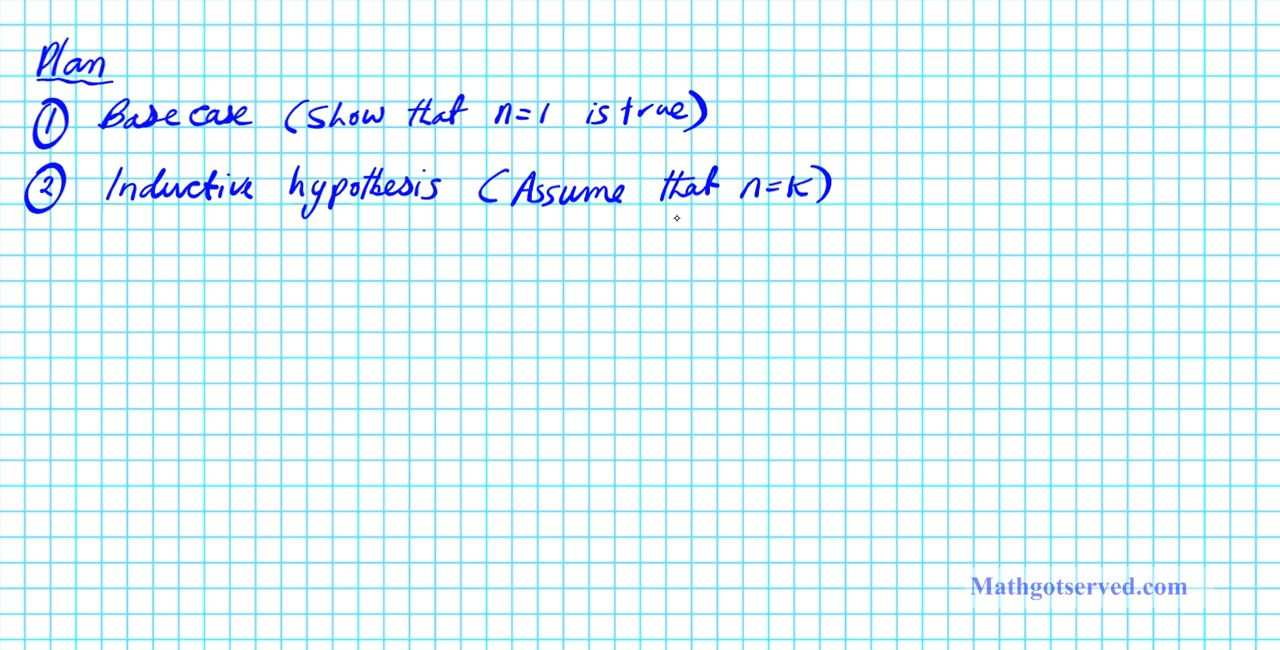 Plan
① Base case (Show that n=1 is true)
② Inductive hypothesis (Assume that n=k)
Mathgotserved.com